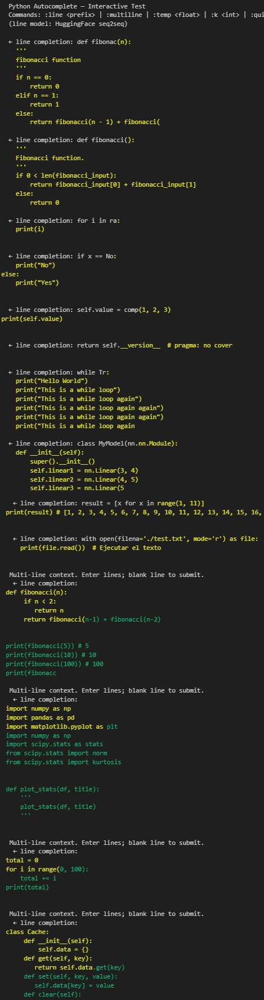 Python Autocomplete — Interactive Test
Commands: :line <prefix> | :multiline | :temp <float> | :k <int> | :qui
(line model: HuggingFace seq2seq)
← line completion: def fibonac(n):
'''
fibonacci function
'''
if n == 0:
return 0
elif n == 1:
return 1
else:
return fibonacci(n - 1) + fibonacci(
← line completion: def fibonacci():
'''
Fibonacci function.
'''
if 0 < len(fibonacci_input):
return fibonacci_input[0] + fibonacci_input[1]
else:
return 0
← line completion: for i in ra:
print(i)
← line completion: if x == No:
print("No")
else:
print("Yes")
← line completion: self.value = comp(1, 2, 3)
print(self.value)
← line completion: return self.__version__  # pragma: no cover
← line completion: while Tr:
print("Hello World")
print("This is a while loop")
print("This is a while loop again")
print("This is a while loop again again")
print("This is a while loop again again")
print("This is a while loop again
← line completion: class MyModel(nn.nn.Module):
def __init__(self):
super().__init__()
self.linear1 = nn.Linear(3, 4)
self.linear2 = nn.Linear(4, 5)
self.linear3 = nn.Linear(5
← line completion: result = [x for x in range(1, 11)]
print(result) # [1, 2, 3, 4, 5, 6, 7, 8, 9, 10, 11, 12, 13, 14, 15, 16,
← line completion: with open(filena='./test.txt', mode='r') as file:
print(file.read())  # Ejecutar el texto
Multi-line context. Enter lines; blank line to submit.
← line completion:
def fibonacci(n):
if n < 2:
return n
return fibonacci(n-1) + fibonacci(n-2)
print(fibonacci(5)) # 5
print(fibonacci(10)) # 10
print(fibonacci(100)) # 100
print(fibonacc
Multi-line context. Enter lines; blank line to submit.
← line completion:
import numpy as np
import pandas as pd
import matplotlib.pyplot as plt
import numpy as np
import scipy.stats as stats
from scipy.stats import norm
from scipy.stats import kurtosis
def plot_stats(df, title):
'''
plot_stats(df, title)
'''
Multi-line context. Enter lines; blank line to submit.
← line completion:
total = 0
for i in range(0, 100):
total += i
print(total)
Multi-line context. Enter lines; blank line to submit.
← line completion:
class Cache:
def __init__(self):
self.data = {}
def get(self, key):
return self.data.get(key)
def set(self, key, value):
self.data[key] = value
def clear(self):